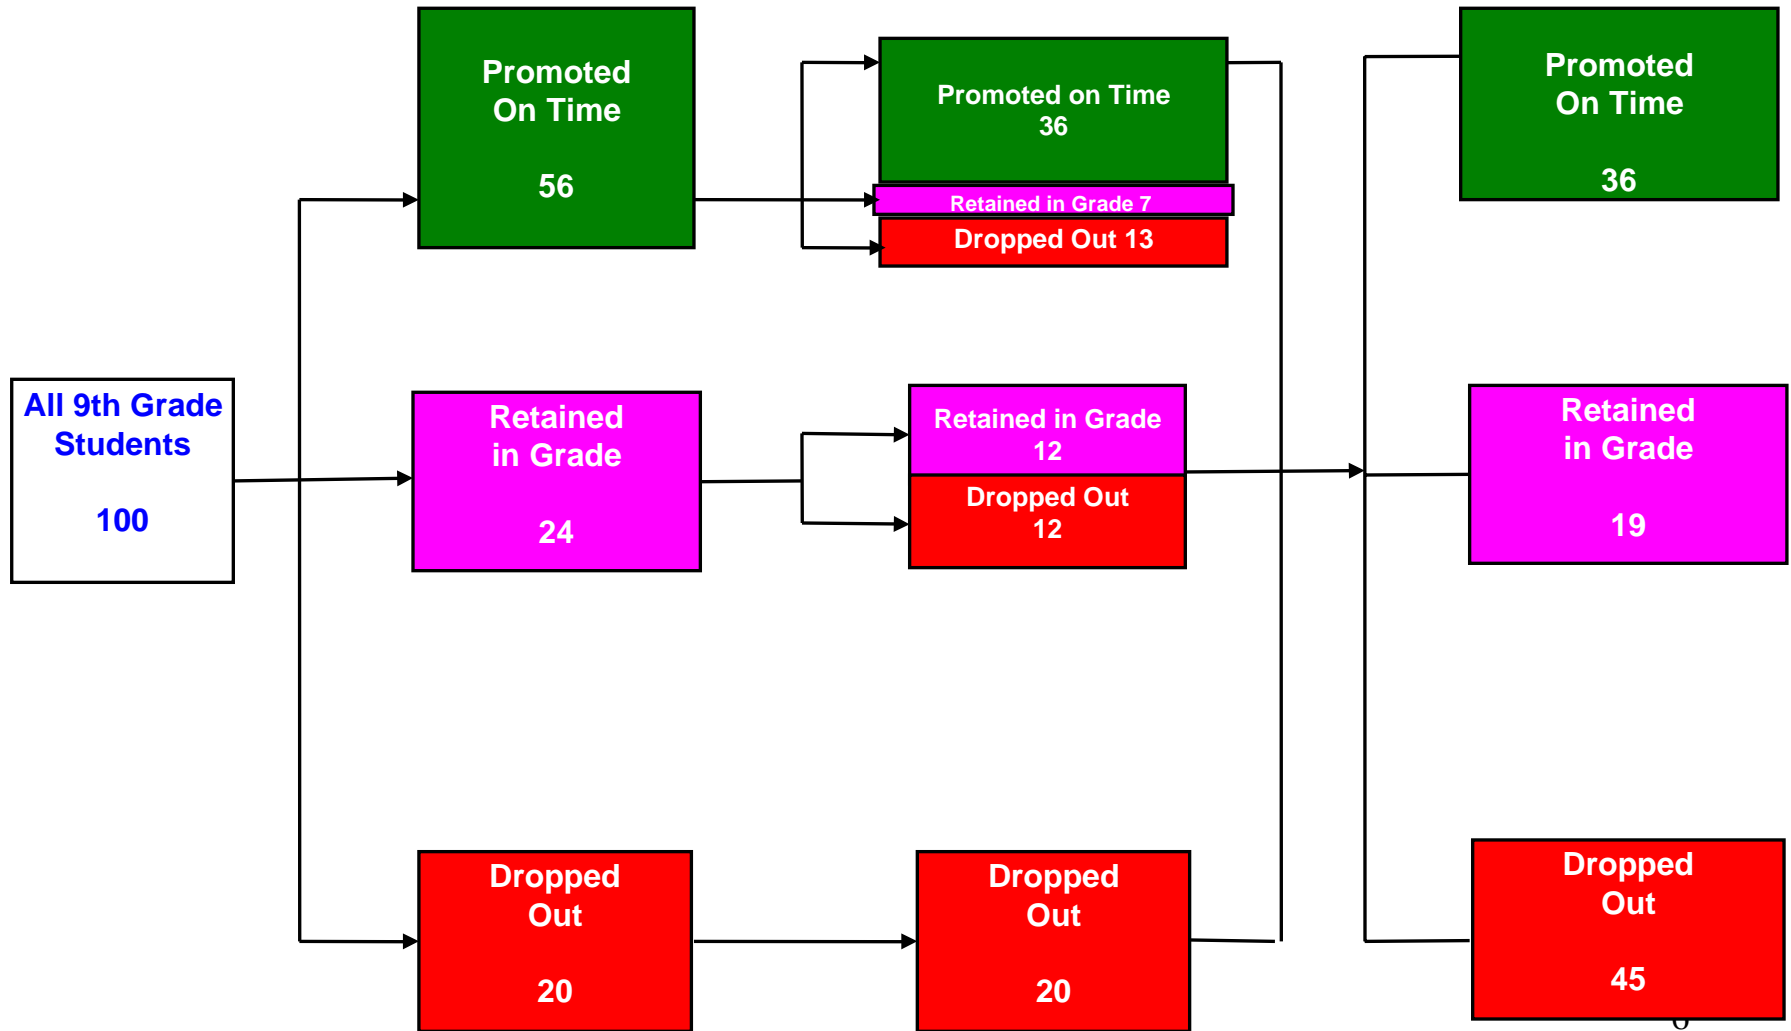 All 9th Grade
Students
100
Promoted
On Time
56
Retained
in Grade
24
Dropped
Out
20
Promoted on Time
36
Retained in Grade 7
Dropped Out 13
Retained in Grade
12
Dropped Out
12
Dropped
Out
20
Promoted
On Time
36
Retained
in Grade
19
Dropped
Out
45